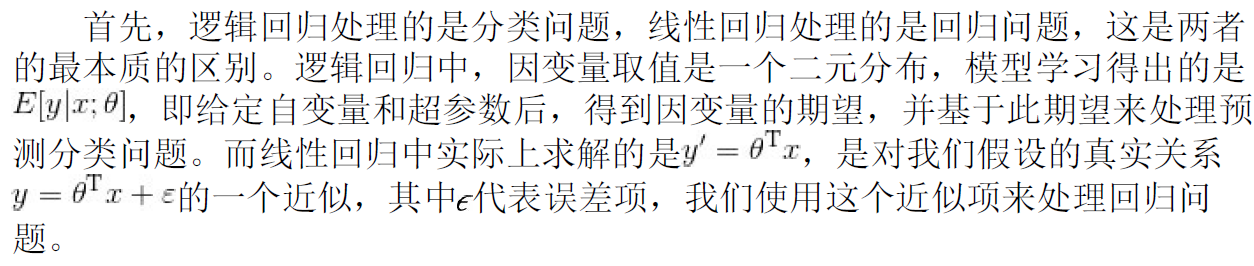 首先，逻辑回归处理的是分类问题，线性回归处理的是回归问题，这是两者
的最本质的区别。逻辑回归中，因变量取值是一个二元分布，模型学习得出的是
E[y|x;θ]，即给定自变量和超参数后，得到因变量的期望，并基于此期望来处理预
测分类问题。而线性回归中实际上求解的是y′ = θᵀx，是对我们假设的真实关系
y = θᵀx + ε的一个近似，其中ϵ代表误差项，我们使用这个近似项来处理回归问
题。